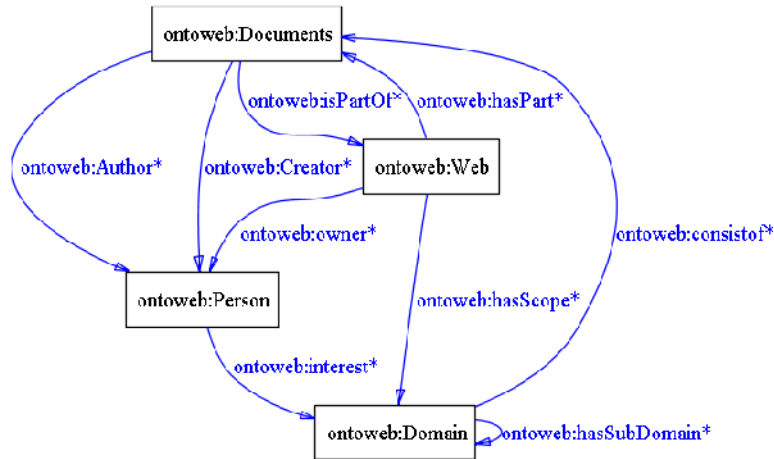 ontoweb:Documents
ontoweb:isPartOf*
ontoweb:hasPart*
ontoweb:Author*
ontoweb:Creator*
ontoweb:Web
ontoweb:owner*
ontoweb:consistof*
ontoweb:Person
ontoweb:hasScope*
ontoweb:interest*
ontoweb:Domain
ontoweb:hasSubDomain*